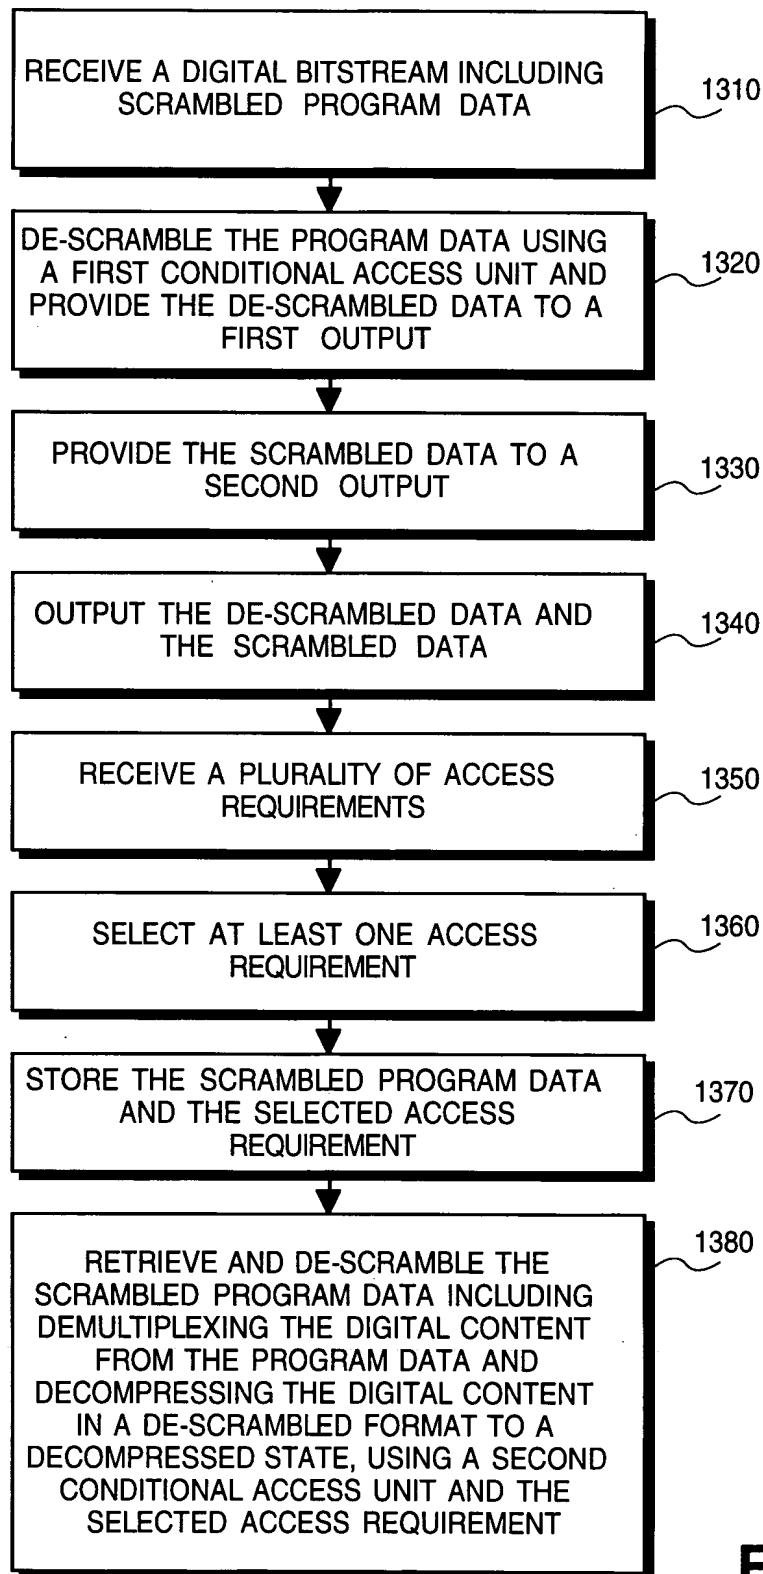 RECEIVE A DIGITAL BITSTREAM INCLUDING
SCRAMBLED PROGRAM DATA
1310
DE-SCRAMBLE THE PROGRAM DATA USING
A FIRST CONDITIONAL ACCESS UNIT AND
PROVIDE THE DE-SCRAMBLED DATA TO A
FIRST OUTPUT
1320
PROVIDE THE SCRAMBLED DATA TO A
SECOND OUTPUT
1330
OUTPUT THE DE-SCRAMBLED DATA AND
THE SCRAMBLED DATA
1340
RECEIVE A PLURALITY OF ACCESS
REQUIREMENTS
1350
SELECT AT LEAST ONE ACCESS
REQUIREMENT
1360
STORE THE SCRAMBLED PROGRAM DATA
AND THE SELECTED ACCESS
REQUIREMENT
1370
RETRIEVE AND DE-SCRAMBLE THE
SCRAMBLED PROGRAM DATA INCLUDING
DEMULTIPLEXING THE DIGITAL CONTENT
FROM THE PROGRAM DATA AND
DECOMPRESSING THE DIGITAL CONTENT
IN A DE-SCRAMBLED FORMAT TO A
DECOMPRESSED STATE, USING A SECOND
CONDITIONAL ACCESS UNIT AND THE
SELECTED ACCESS REQUIREMENT
1380